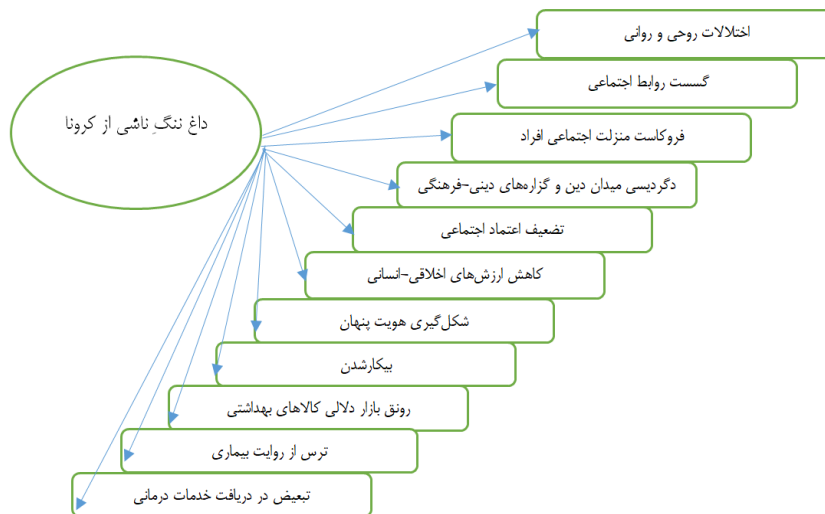 داغ ننگِ ناشی از کرونا
اختلالات روحی و روانی
گسست روابط اجتماعی
فروکاست منزلت اجتماعی افراد
دگردیسی میدان دین و گزاره‌های دینی-فرهنگی
تضعیف اعتماد اجتماعی
کاهش ارزش‌های اخلاقی-انسانی
شکل‌گیری هویت پنهان
بیکارشدن
رونق بازار دلالی کالاهای بهداشتی
ترس از روایت بیماری
تبعیض در دریافت خدمات درمانی